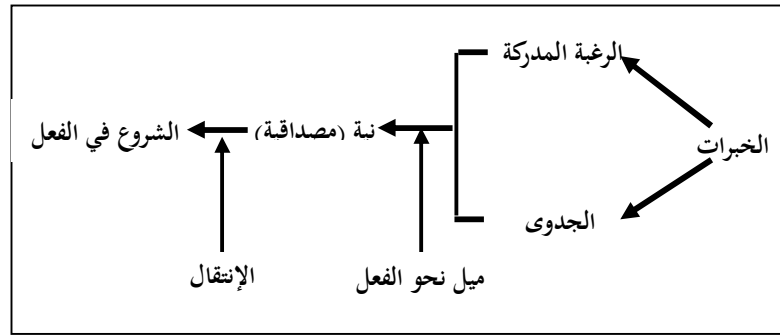 الرغبة المدركة
الخبرات
نية (مصداقية)
الشروع في الفعل
الجدوى
ميل نحو الفعل
الإنتقال